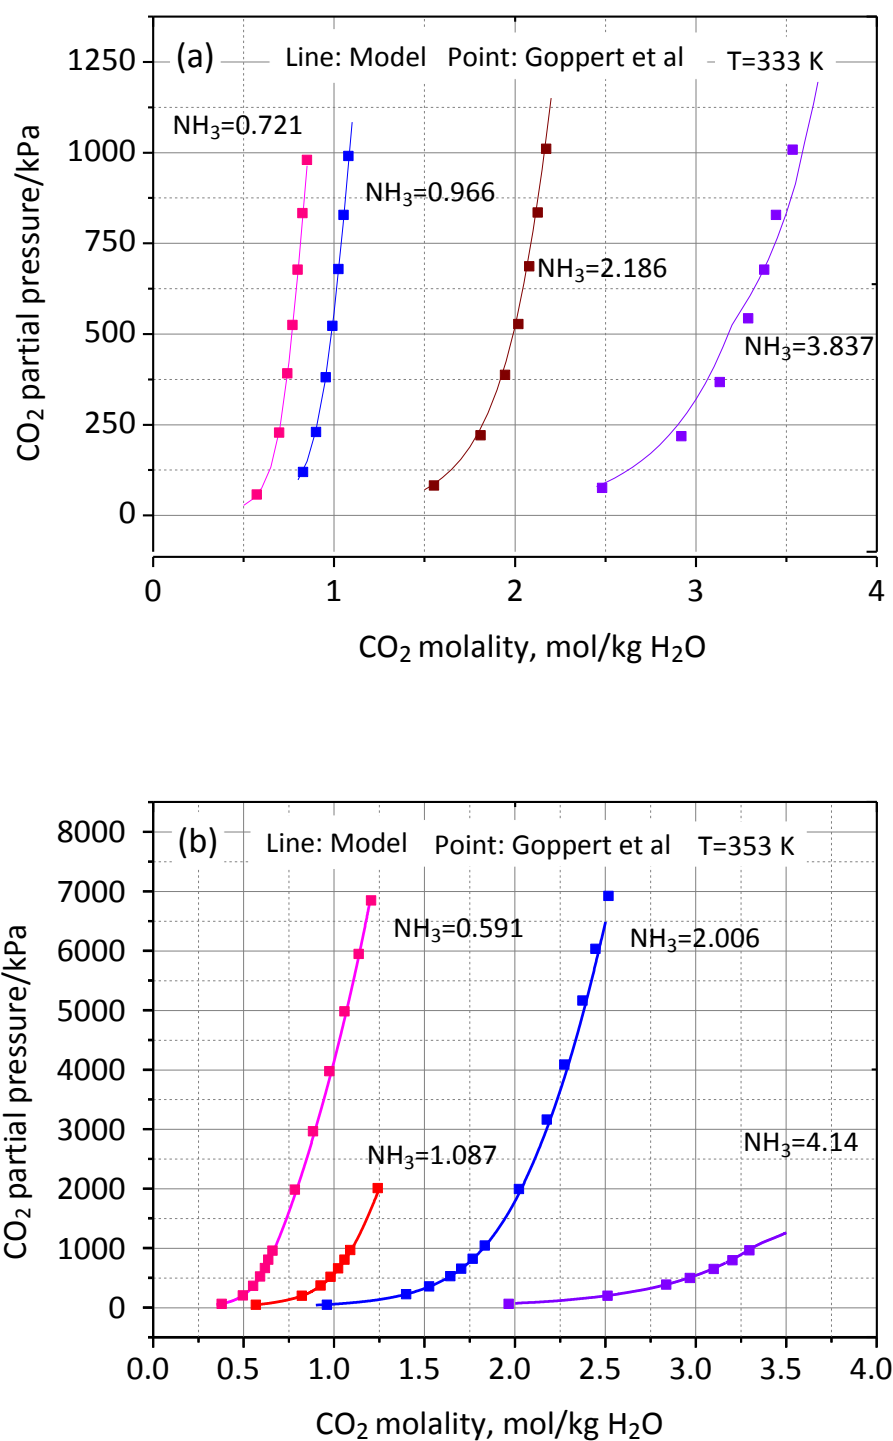 (a) Line: Model Point: Goppert et al T=333 K
NH₃=0.721
NH₃=0.966
NH₃=2.186
NH₃=3.837
1250
1000
750
500
250
0
CO₂ partial pressure/kPa
0 1 2 3 4
CO₂ molality, mol/kg H₂O
(b) Line: Model Point: Goppert et al T=353 K
NH₃=0.591
NH₃=2.006
NH₃=1.087
NH₃=4.14
8000
7000
6000
5000
4000
3000
2000
1000
0
CO₂ partial pressure/kPa
0.0 0.5 1.0 1.5 2.0 2.5 3.0 3.5 4.0
CO₂ molality, mol/kg H₂O